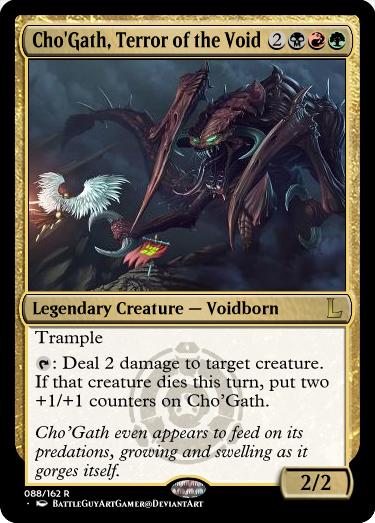 Cho'Gath, Terror of the Void 2
Legendary Creature — Voidborn L
Trample
: Deal 2 damage to target creature.
If that creature dies this turn, put two
+1/+1 counters on Cho'Gath.
Cho'Gath even appears to feed on its
predations, growing and swelling as it
gorges itself.
2/2
088/162 R
· BattleGuyArtGamer@DeviantArt